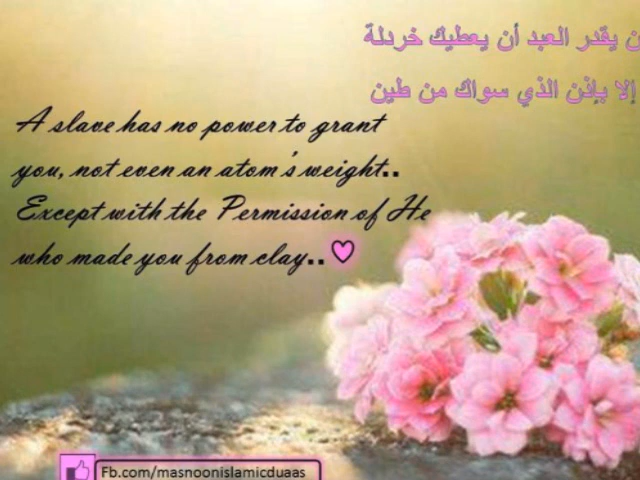 ن يقدر العبد أن يعطيك خردلة
إلا بإذن الذي سواك من طين
A slave has no power to grant
you, not even an atom's weight..
Except with the Permission of He
who made you from clay..♡
Fb.com/masnoonislamicduaas